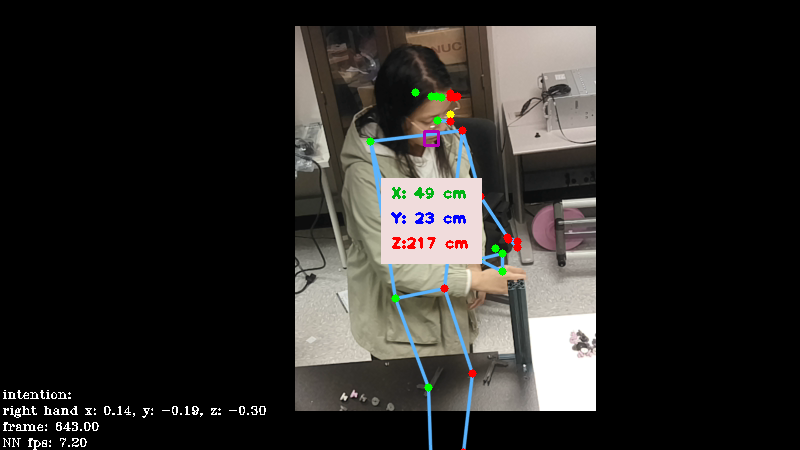 NUC
X: 49 cm
Y: 23 cm
Z:217 cm
intention:
right hand x: 0.14, y: -0.19, z: -0.30
frame: 643.00
NN fps: 7.20